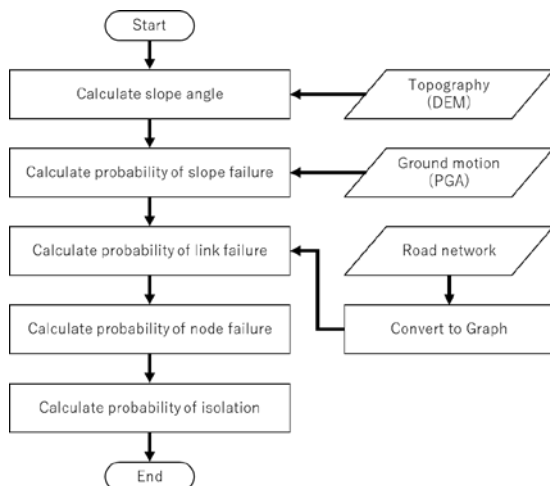 Start
Calculate slope angle
Topography
(DEM)
Calculate probability of slope failure
Ground motion
(PGA)
Calculate probability of link failure
Road network
Calculate probability of node failure
Convert to Graph
Calculate probability of isolation
End